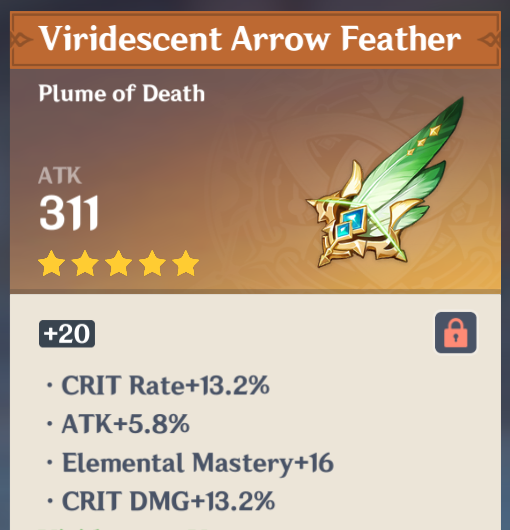 Viridescent Arrow Feather
Plume of Death
ATK
311
+20
· CRIT Rate+13.2%
· ATK+5.8%
· Elemental Mastery+16
· CRIT DMG+13.2%